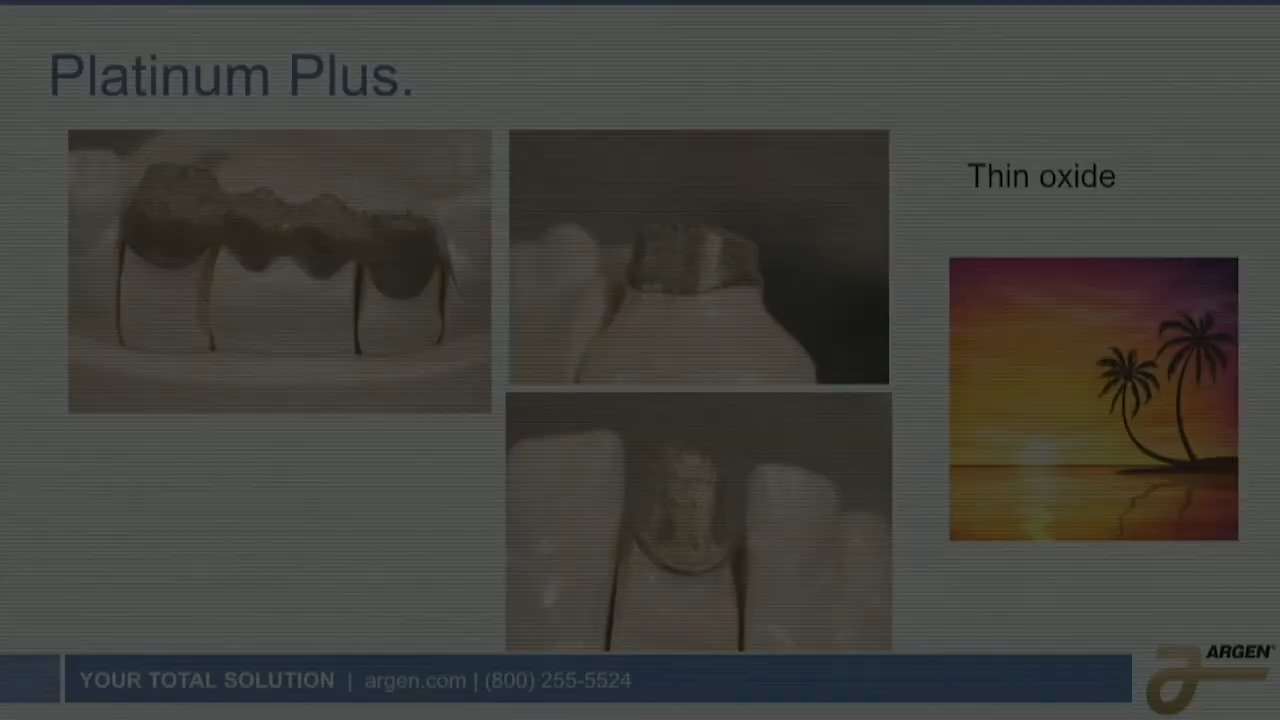 Platinum Plus.
Thin oxide
YOUR TOTAL SOLUTION | argen.com | (800) 255-5524
ARGEN